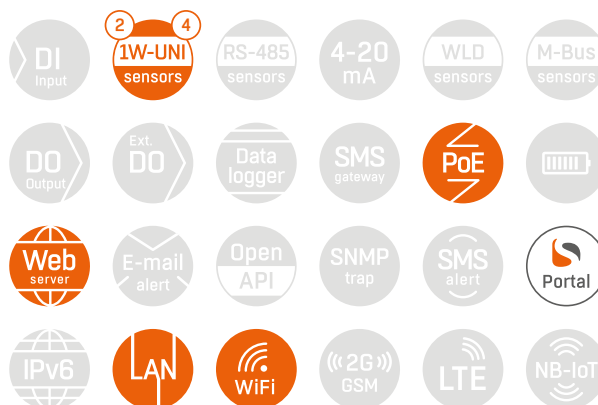 2 4
DI
Input
1W-UNI
sensors
RS-485
sensors
4-20
mA
WLD
sensors
M-Bus
sensors
DO
Output
Ext.
DO
Data
logger
SMS
gateway
PoE
Web
server
E-mail
alert
Open
API
SNMP
trap
SMS
alert
Portal
IPv6
LAN
WiFi
2G
GSM
LTE
NB-IoT